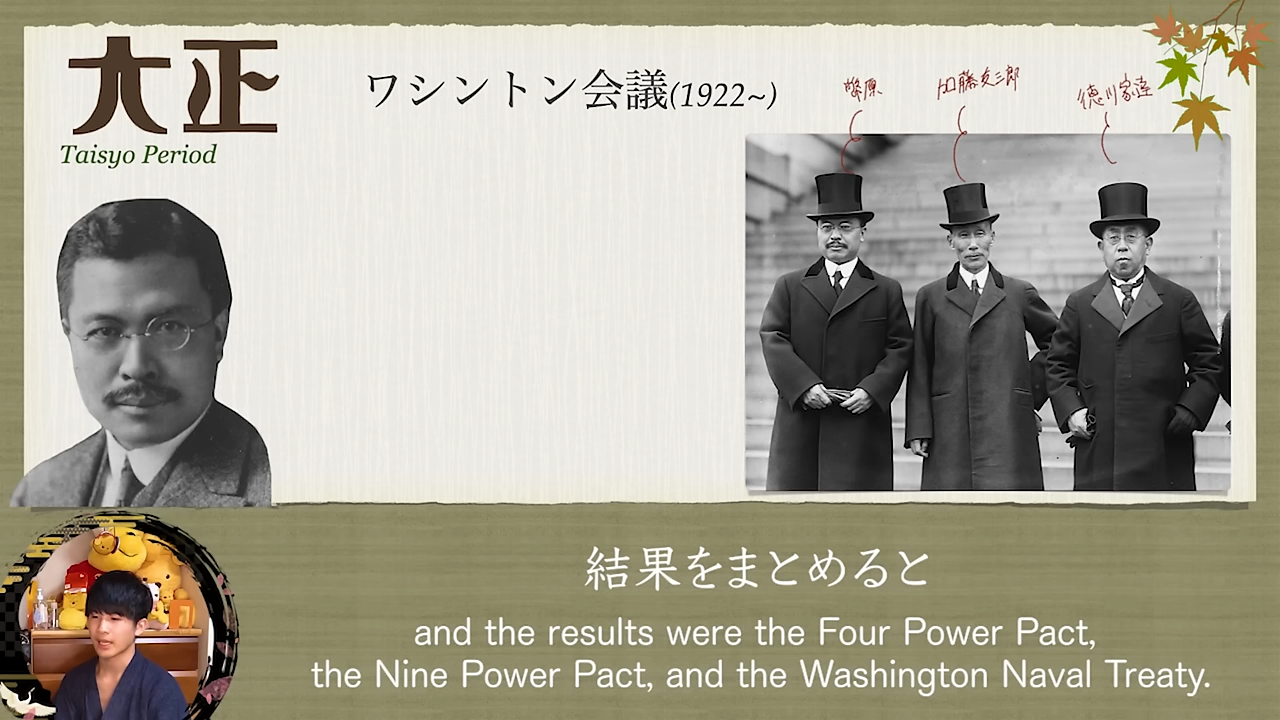 大正
Taisyo Period
ワシントン会議(1922~)
幣原
加藤友三郎
徳川家達
結果をまとめると
and the results were the Four Power Pact,
the Nine Power Pact, and the Washington Naval Treaty.